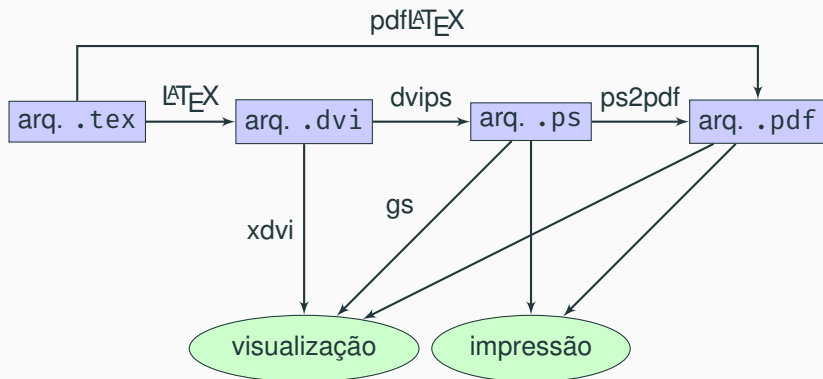 pdfLATEX
LATEX
dvips
ps2pdf
arq. .tex
arq. .dvi
arq. .ps
arq. .pdf
xdvi
gs
visualização
impressão